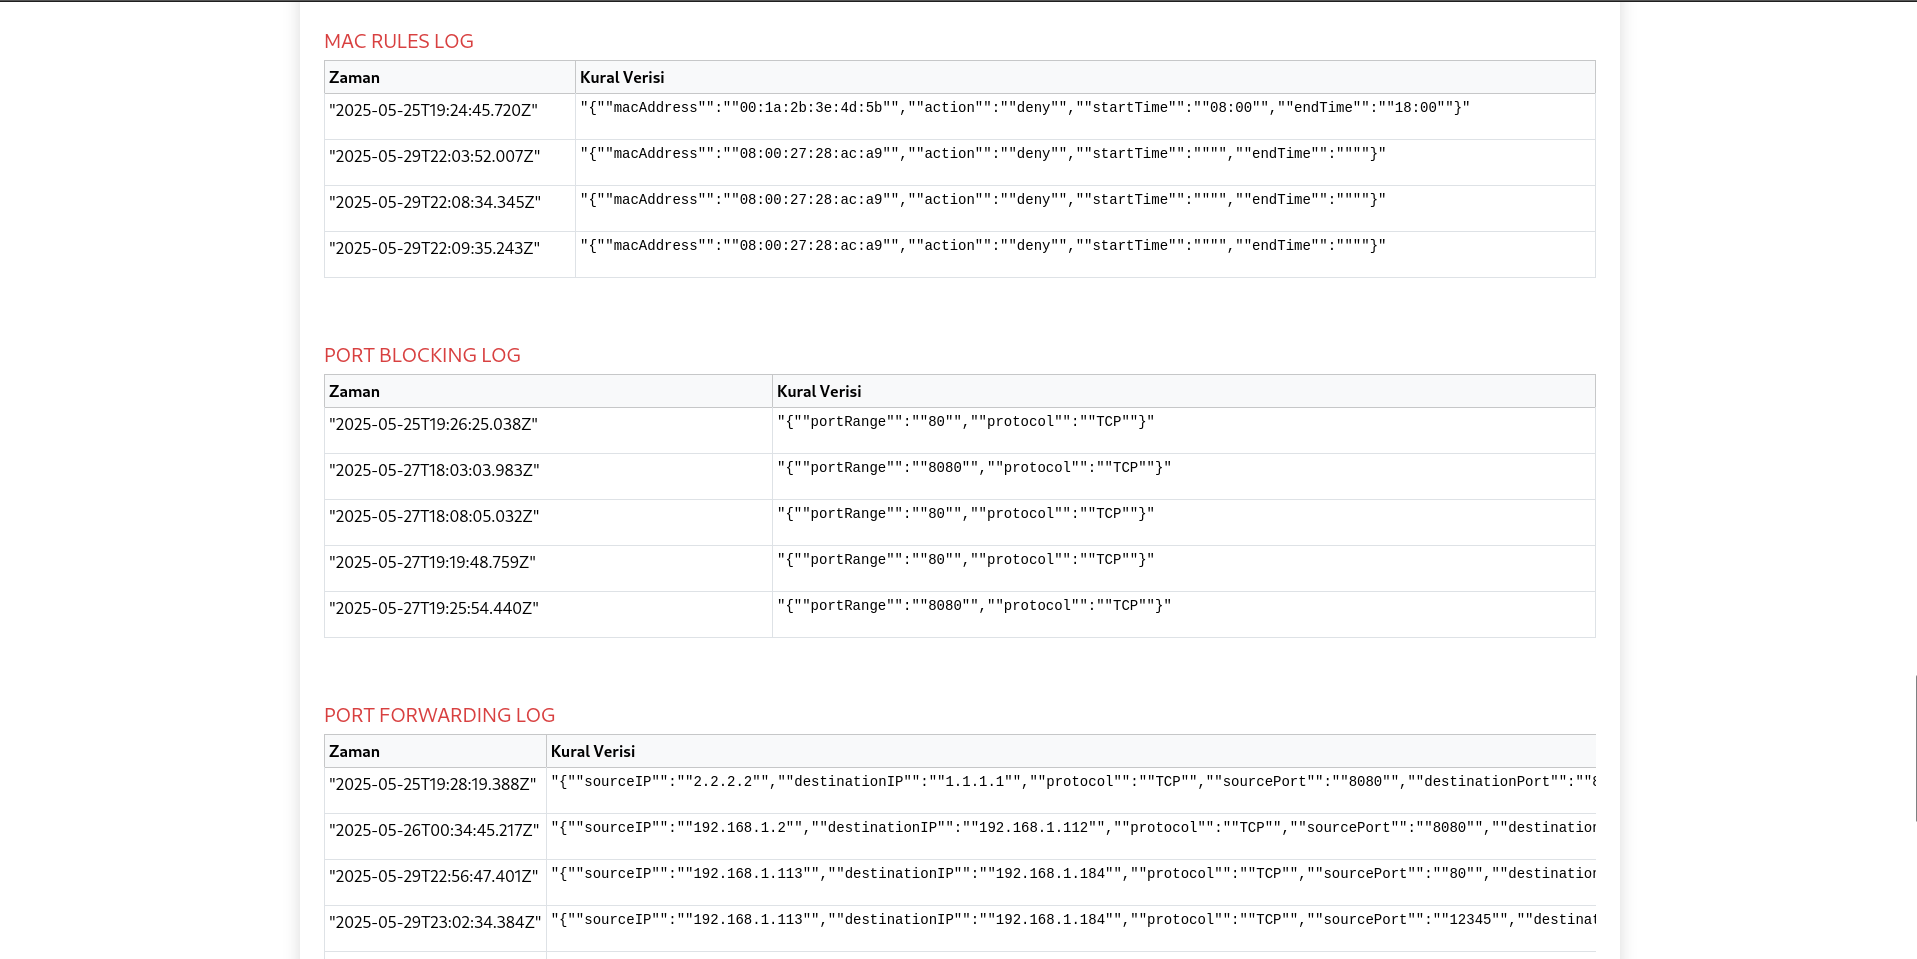 MAC RULES LOG
Zaman Kural Verisi
"2025-05-25T19:24:45.720Z" "{""macAddress"":""00:1a:2b:3e:4d:5b"",""action"":""deny"",""startTime"":""08:00"",""endTime"":""18:00""}"
"2025-05-29T22:03:52.007Z" "{""macAddress"":""08:00:27:28:ac:a9"",""action"":""deny"",""startTime"":"""",""endTime"":""""}"
"2025-05-29T22:08:34.345Z" "{""macAddress"":""08:00:27:28:ac:a9"",""action"":""deny"",""startTime"":"""",""endTime"":""""}"
"2025-05-29T22:09:35.243Z" "{""macAddress"":""08:00:27:28:ac:a9"",""action"":""deny"",""startTime"":"""",""endTime"":""""}"
PORT BLOCKING LOG
Zaman Kural Verisi
"2025-05-25T19:26:25.038Z" "{""portRange"":""80"",""protocol"":""TCP""}"
"2025-05-27T18:03:03.983Z" "{""portRange"":""8080"",""protocol"":""TCP""}"
"2025-05-27T18:08:05.032Z" "{""portRange"":""80"",""protocol"":""TCP""}"
"2025-05-27T19:19:48.759Z" "{""portRange"":""80"",""protocol"":""TCP""}"
"2025-05-27T19:25:54.440Z" "{""portRange"":""8080"",""protocol"":""TCP""}"
PORT FORWARDING LOG
Zaman Kural Verisi
"2025-05-25T19:28:19.388Z" "{""sourceIP"":""2.2.2.2"",""destinationIP"":""1.1.1.1"",""protocol"":""TCP"",""sourcePort"":""8080"",""destinationPort"":""8
"2025-05-26T00:34:45.217Z" "{""sourceIP"":""192.168.1.2"",""destinationIP"":""192.168.1.112"",""protocol"":""TCP"",""sourcePort"":""8080"",""destination
"2025-05-29T22:56:47.401Z" "{""sourceIP"":""192.168.1.113"",""destinationIP"":""192.168.1.184"",""protocol"":""TCP"",""sourcePort"":""80"",""destination
"2025-05-29T23:02:34.384Z" "{""sourceIP"":""192.168.1.113"",""destinationIP"":""192.168.1.184"",""protocol"":""TCP"",""sourcePort"":""12345"",""destinat